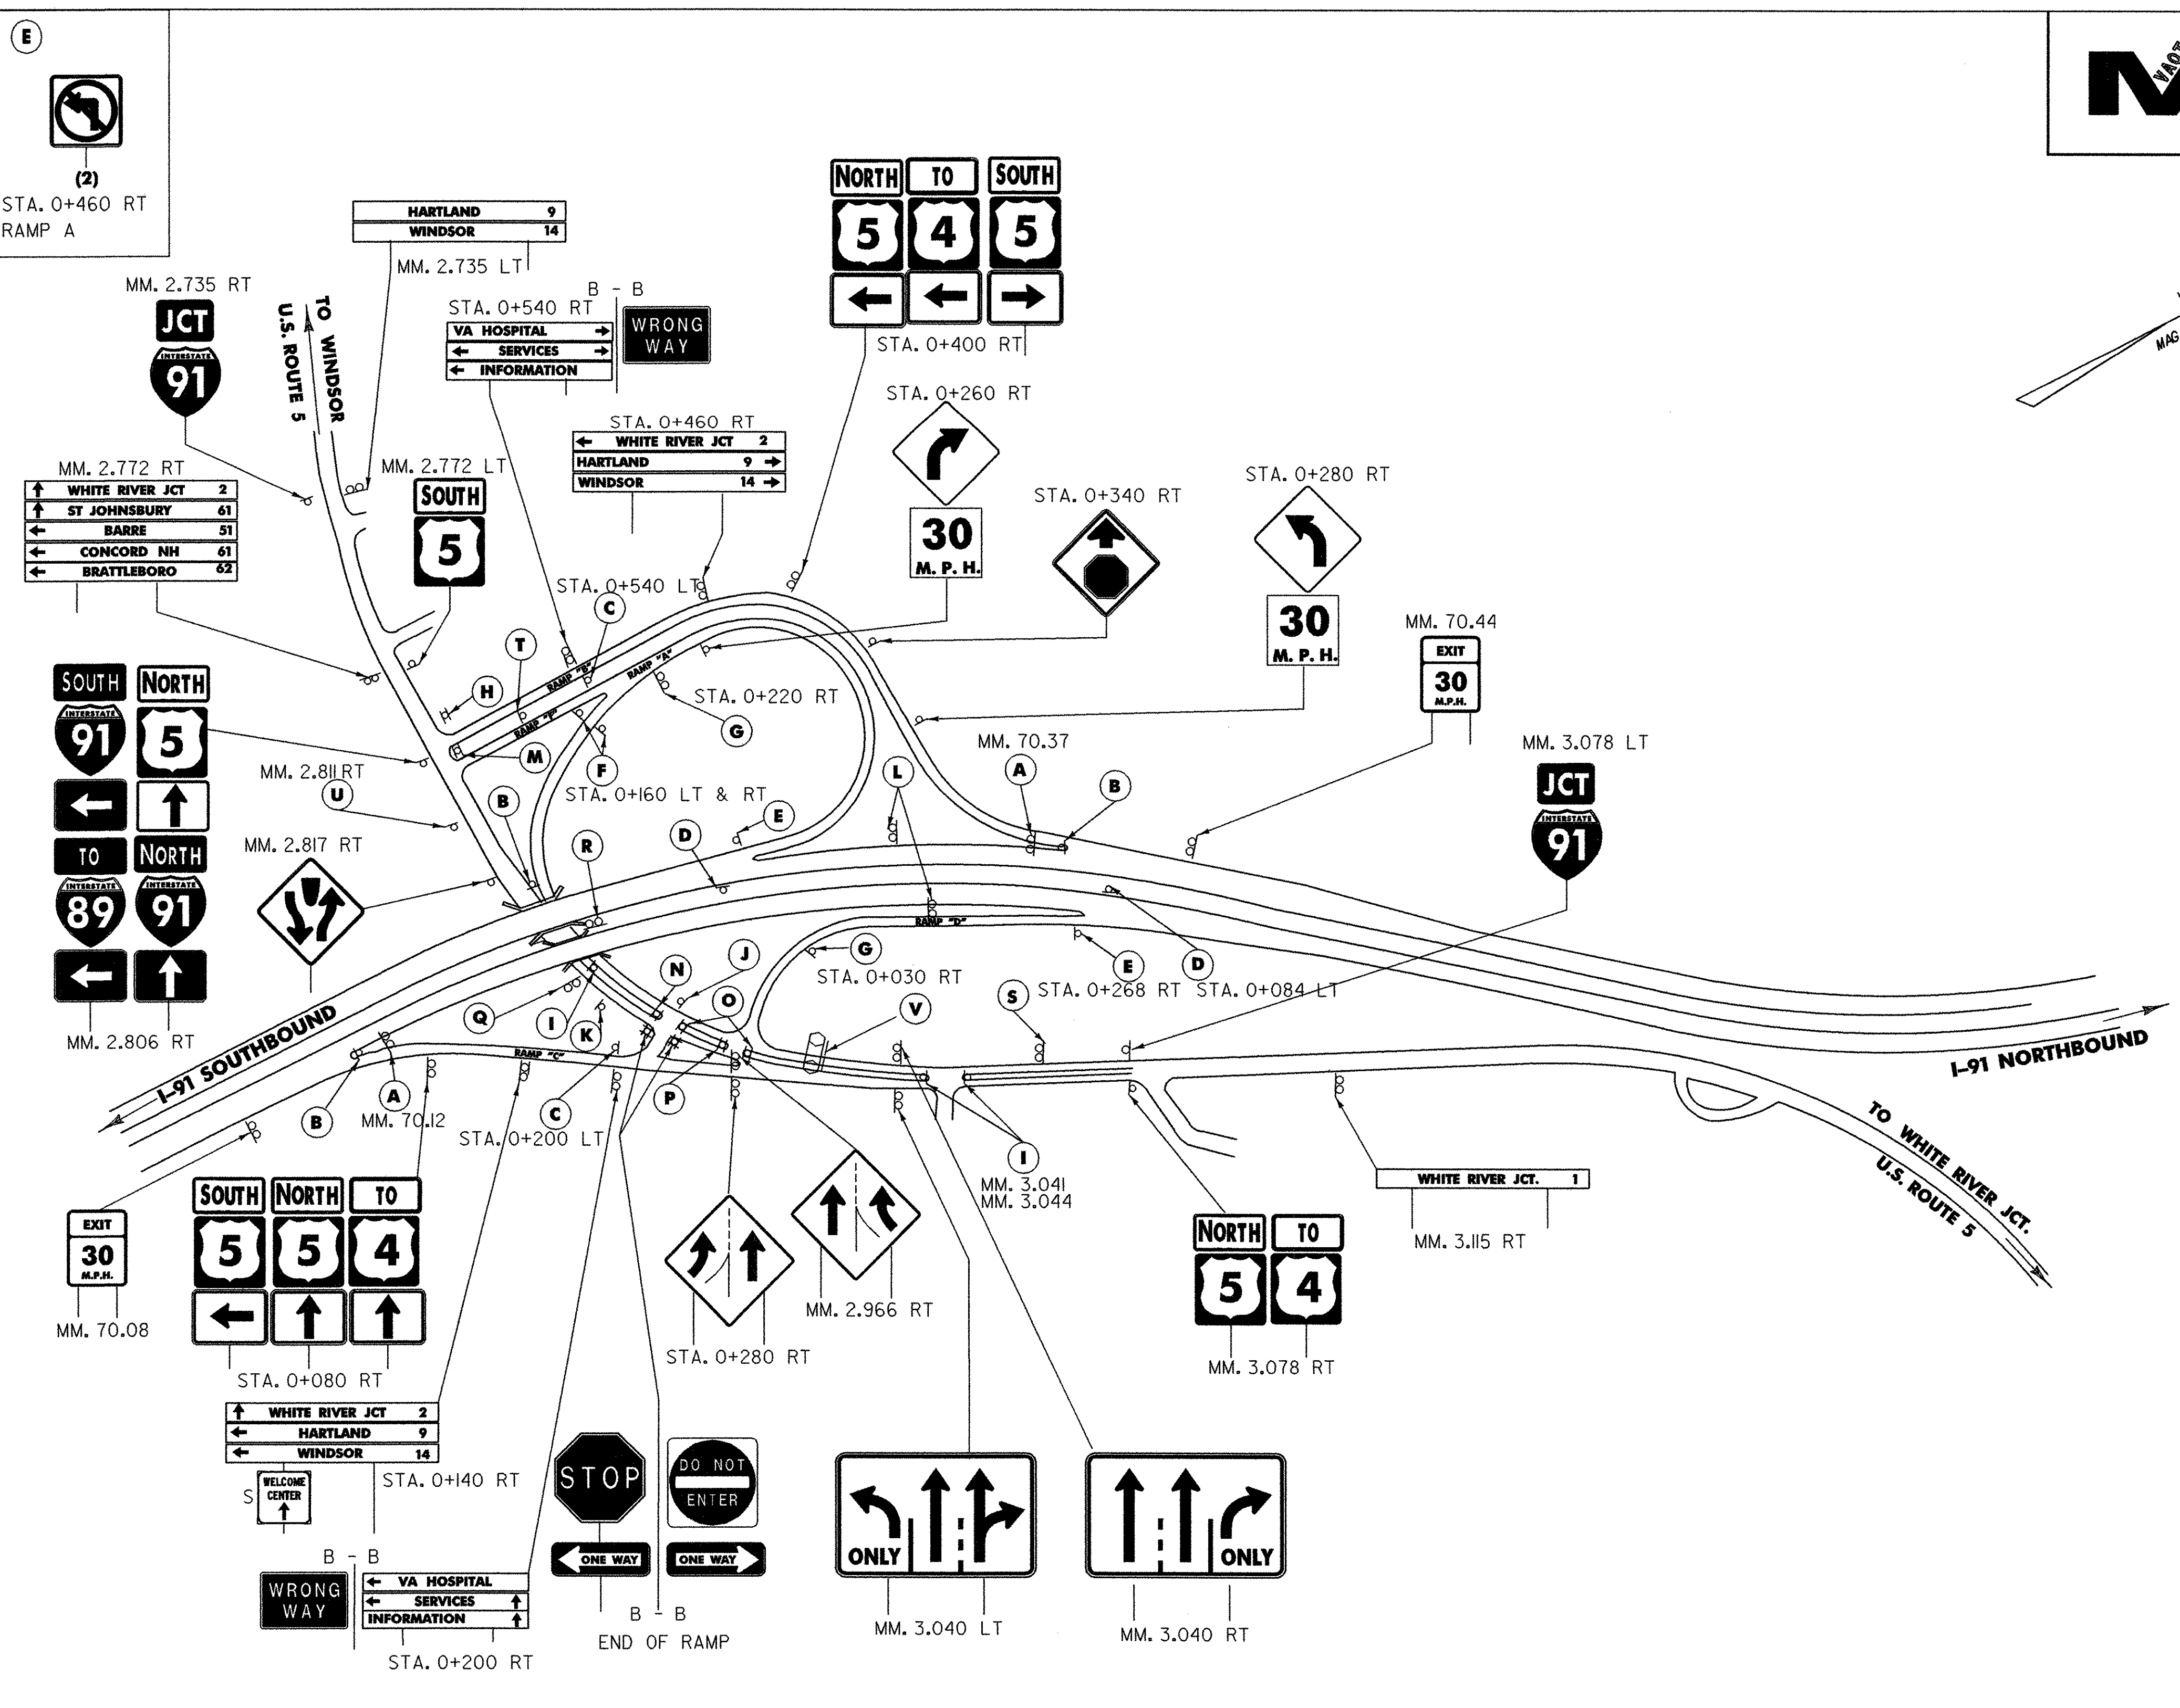 E
(2)
STA. 0+460 RT
RAMP A
VAOT
MAG
HARTLAND 9
WINDSOR 14
MM. 2.735 LT
MM. 2.735 RT
JCT
INTERSTATE
91
TO WINDSOR
U.S. ROUTE 5
B - B
STA. 0+540 RT
VA HOSPITAL →
← SERVICES →
← INFORMATION
WRONG
WAY
NORTH TO SOUTH
5 4 5
← ← →
STA. 0+400 RT
STA. 0+460 RT
← WHITE RIVER JCT 2
HARTLAND 9 →
WINDSOR 14 →
STA. 0+260 RT
30
M. P. H.
STA. 0+340 RT
STA. 0+280 RT
30
M. P. H.
MM. 2.772 RT
↑ WHITE RIVER JCT 2
↑ ST JOHNSBURY 61
← BARRE 51
← CONCORD NH 61
← BRATTLEBORO 62
MM. 2.772 LT
SOUTH
5
STA. 0+540 LT
C
T
H
RAMP "B"
RAMP "A"
RAMP "F"
STA. 0+220 RT
G
M
F
STA. 0+160 LT & RT
MM. 70.44
EXIT
30
M.P.H.
SOUTH NORTH
INTERSTATE
91 5
← ↑
TO NORTH
INTERSTATE INTERSTATE
89 91
← ↑
MM. 2.806 RT
MM. 2.811 RT
U
MM. 2.817 RT
B
R
D
E
L
MM. 70.37
A
B
MM. 3.078 LT
JCT
INTERSTATE
91
RAMP "D"
G
STA. 0+030 RT
E
STA. 0+268 RT
D
STA. 0+084 LT
J
N
O
Q
I
K
V
S
P
I-91 SOUTHBOUND
I-91 NORTHBOUND
RAMP "C"
B
A
MM. 70.12
C
STA. 0+200 LT
I
MM. 3.041
MM. 3.044
TO WHITE RIVER JCT.
U.S. ROUTE 5
WHITE RIVER JCT. 1
MM. 3.115 RT
EXIT
30
M.P.H.
MM. 70.08
SOUTH NORTH TO
5 5 4
← ↑ ↑
STA. 0+080 RT
MM. 2.966 RT
STA. 0+280 RT
NORTH TO
5 4
MM. 3.078 RT
↑ WHITE RIVER JCT 2
← HARTLAND 9
← WINDSOR 14
STA. 0+140 RT
S
WELCOME
CENTER
↑
STOP
ONE WAY
DO NOT
ENTER
ONE WAY
B - B
END OF RAMP
ONLY
MM. 3.040 LT
ONLY
MM. 3.040 RT
B - B
WRONG
WAY
← VA HOSPITAL
← SERVICES ↑
INFORMATION ↑
STA. 0+200 RT